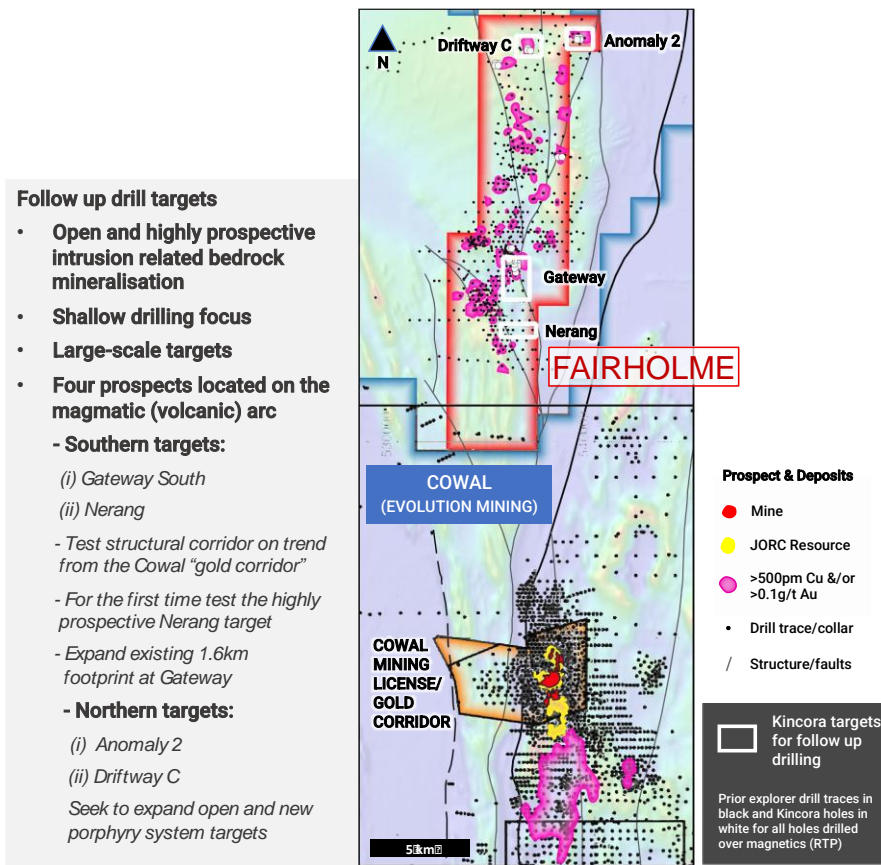 Follow up drill targets
• Open and highly prospective
intrusion related bedrock
mineralisation
• Shallow drilling focus
• Large-scale targets
• Four prospects located on the
magmatic (volcanic) arc
- Southern targets:
(i) Gateway South
(ii) Nerang
- Test structural corridor on trend
from the Cowal “gold corridor”
- For the first time test the highly
prospective Nerang target
- Expand existing 1.6km
footprint at Gateway
- Northern targets:
(i) Anomaly 2
(ii) Driftway C
Seek to expand open and new
porphyry system targets
N
Driftway C
Anomaly 2
Gateway
Nerang
FAIRHOLME
COWAL
(EVOLUTION MINING)
COWAL
MINING
LICENSE/
GOLD
CORRIDOR
Prospect & Deposits
Mine
JORC Resource
>500pm Cu &/or
>0.1g/t Au
Drill trace/collar
Structure/faults
Kincora targets
for follow up
drilling
Prior explorer drill traces in
black and Kincora holes in
white for all holes drilled
over magnetics (RTP)